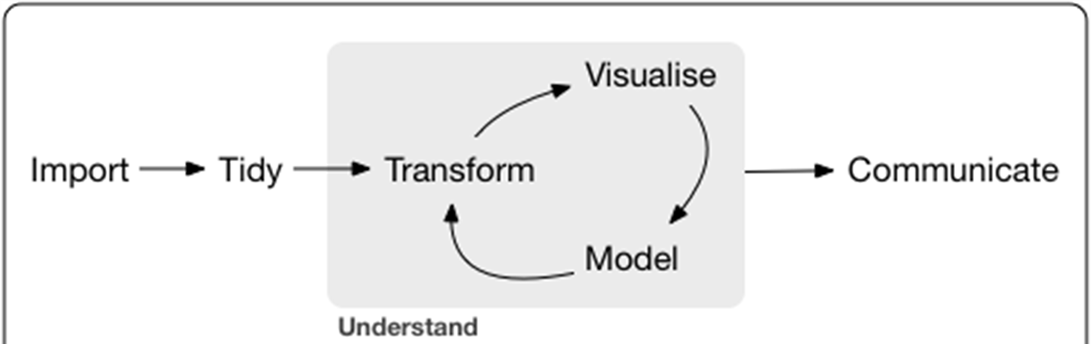 Visualise
Import Tidy Transform Communicate
Model
Understand